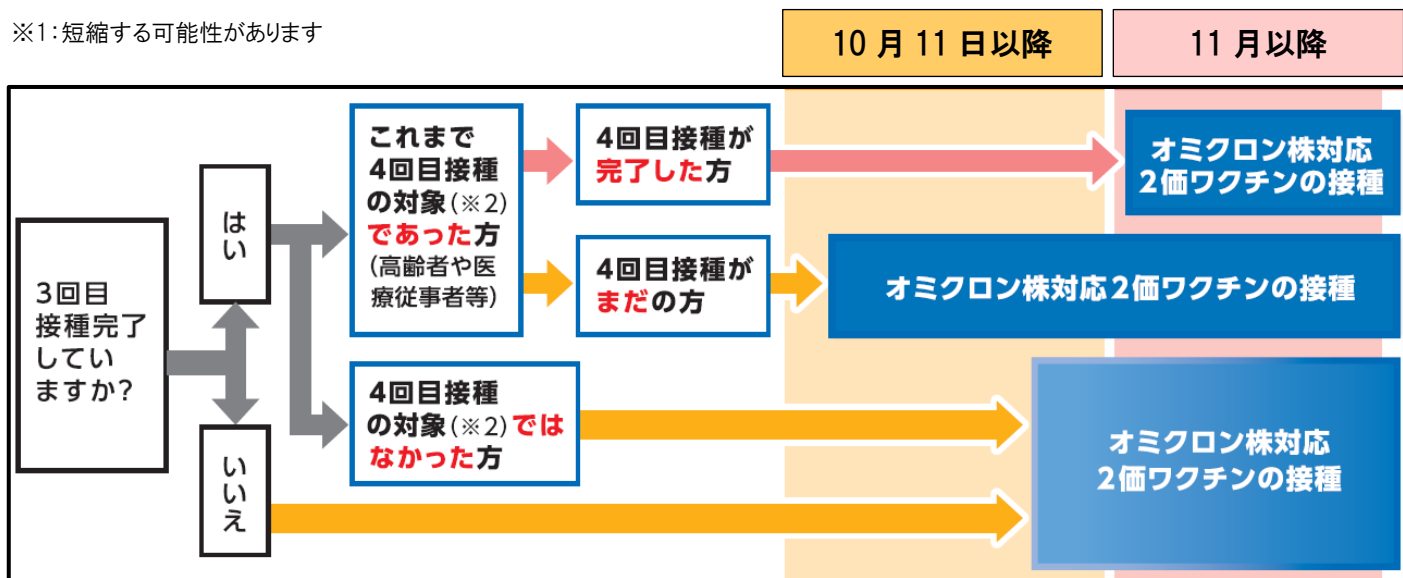 ※1:短縮する可能性があります
10月11日以降
11月以降
3回目
接種完了
してい
ますか?
はい
いいえ
これまで
4回目接種
の対象(※2)
であった方
(高齢者や医
療従事者等)
4回目接種が
完了した方
オミクロン株対応
2価ワクチンの接種
4回目接種が
まだの方
オミクロン株対応2価ワクチンの接種
4回目接種
の対象(※2)では
なかった方
オミクロン株対応
2価ワクチンの接種